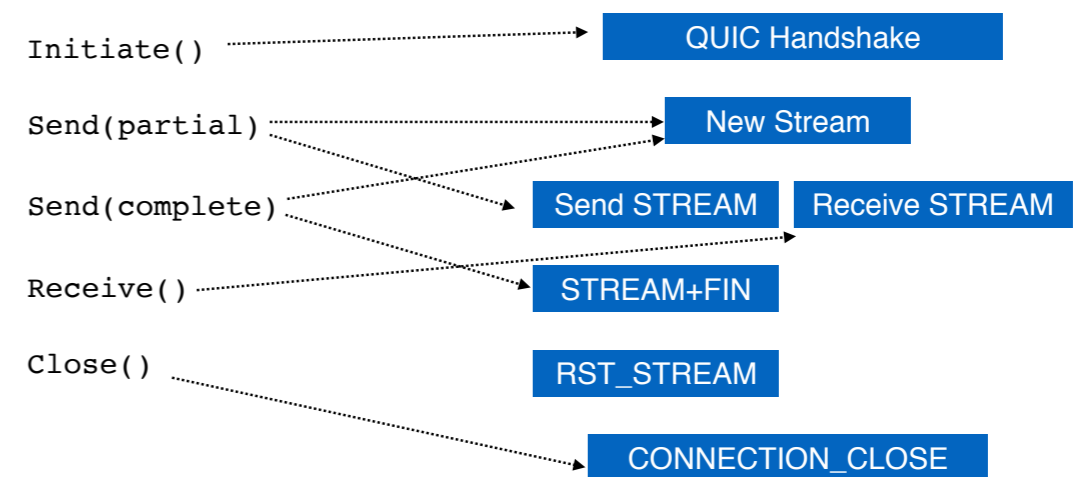 Initiate()
QUIC Handshake
Send(partial)
New Stream
Send(complete)
Send STREAM
Receive STREAM
Receive()
STREAM+FIN
Close()
RST_STREAM
CONNECTION_CLOSE